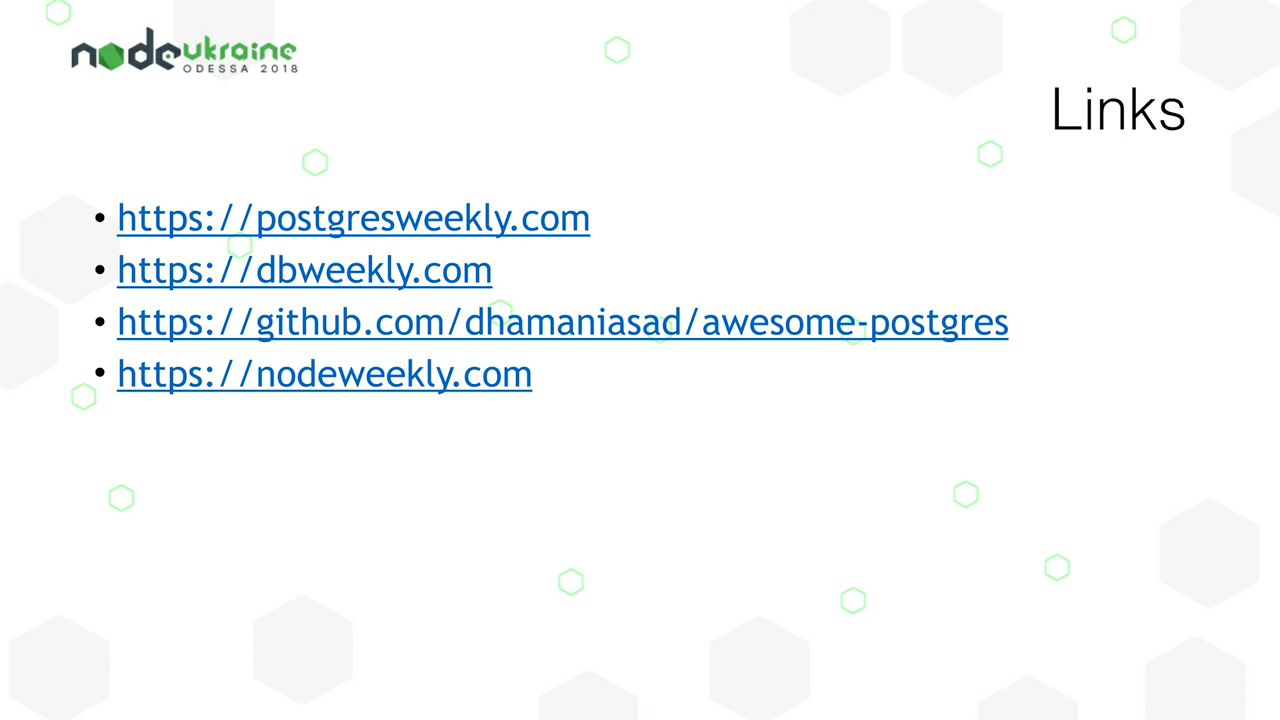 node ukraine
ODESSA 2018
Links
• https://postgresweekly.com
• https://dbweekly.com
• https://github.com/dhamaniasad/awesome-postgres
• https://nodeweekly.com